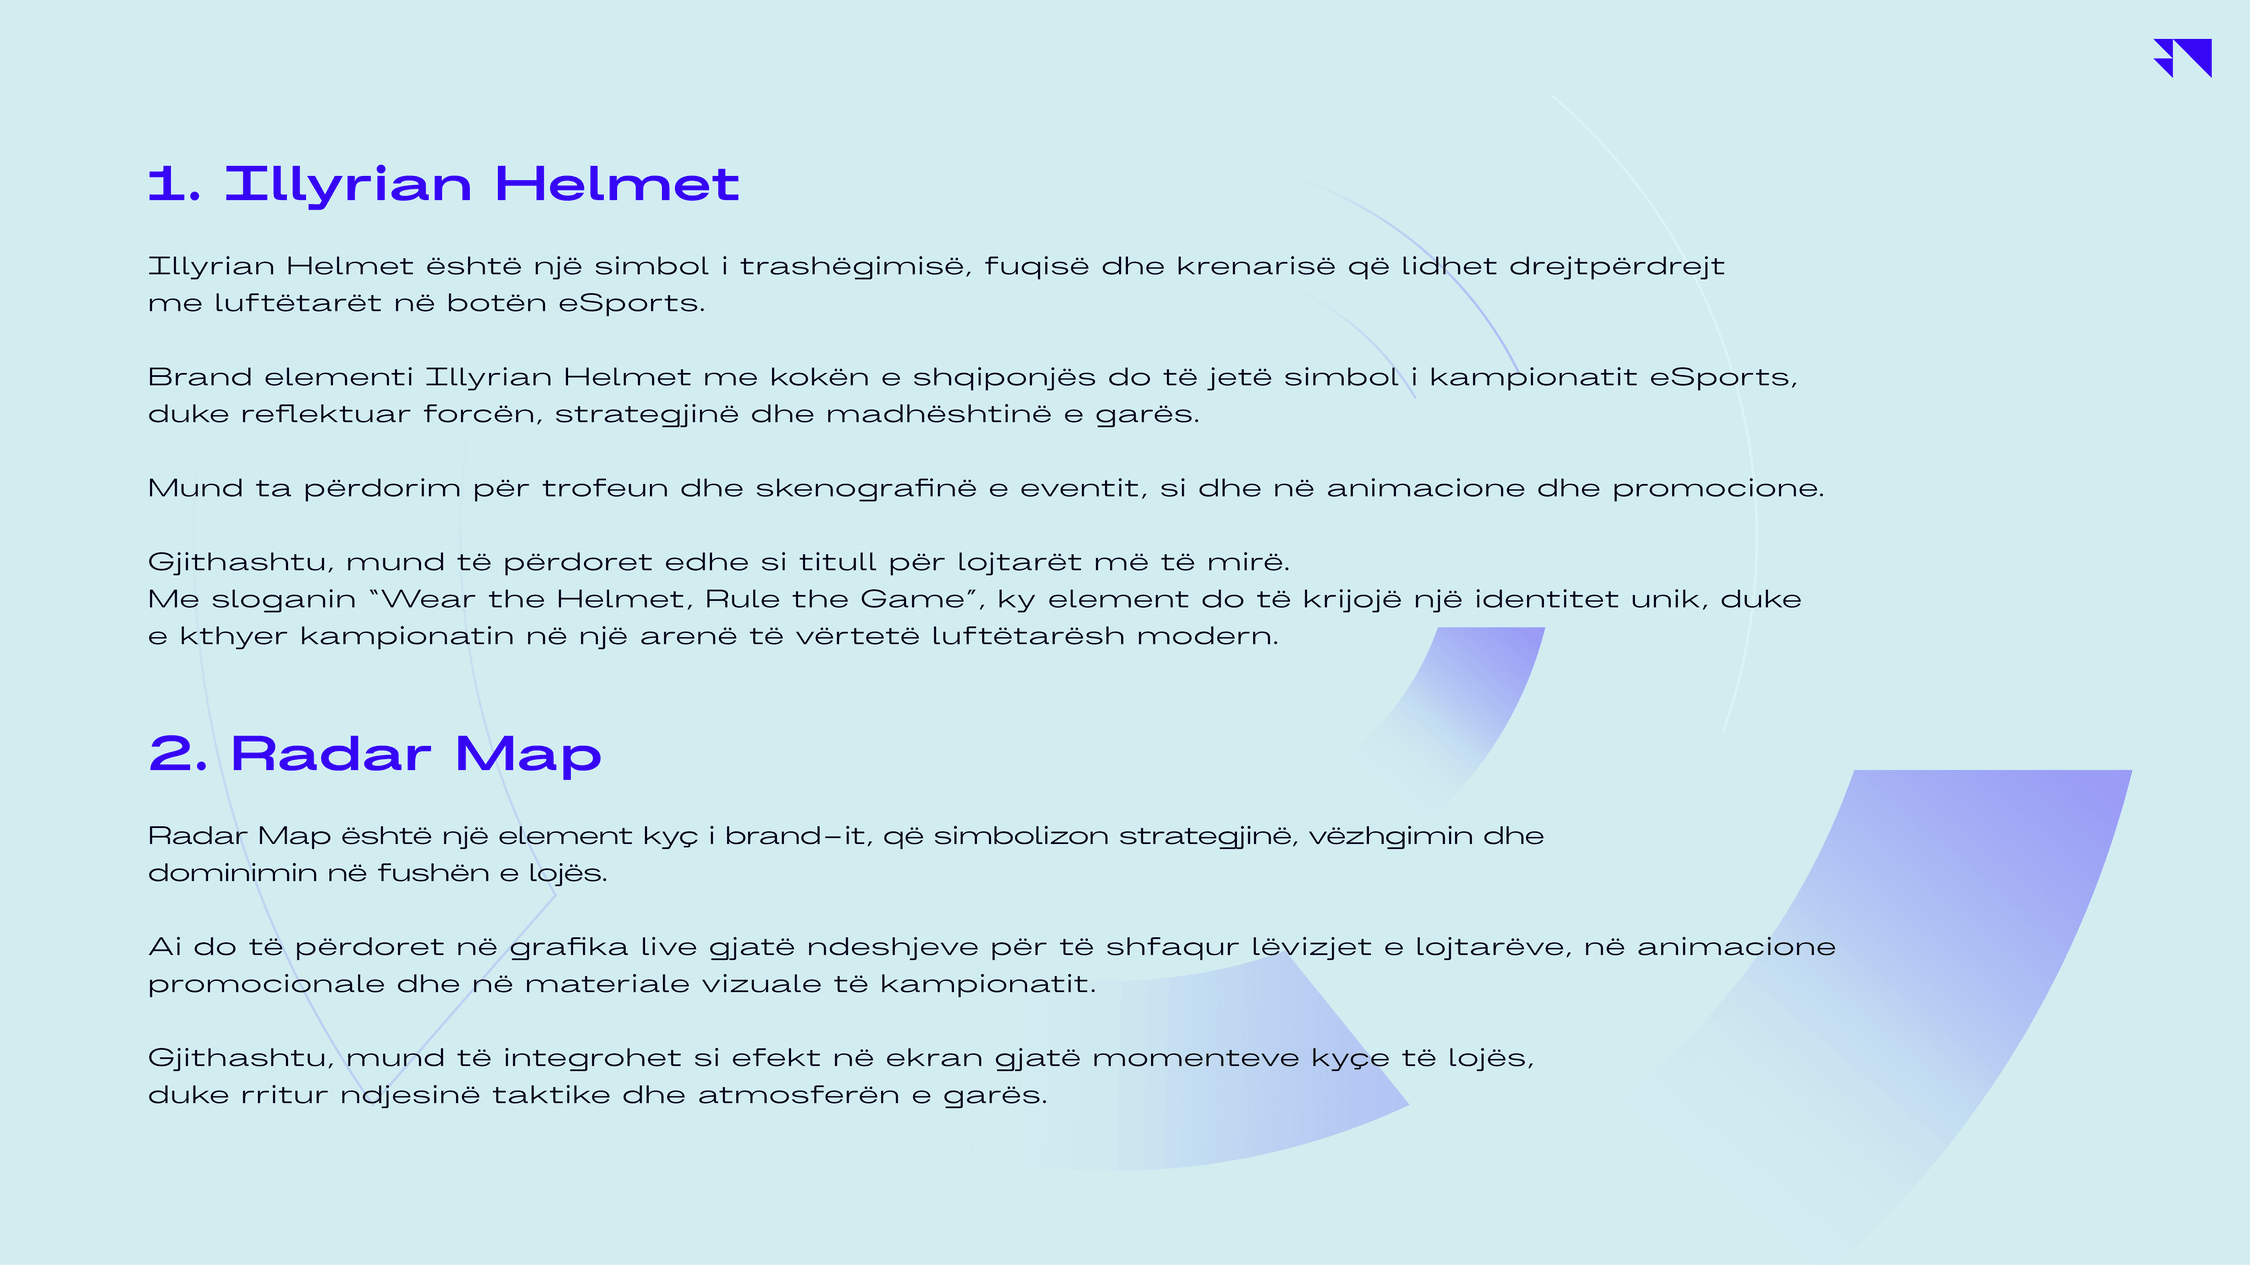 1. Illyrian Helmet
Illyrian Helmet është një simbol i trashëgimisë, fuqisë dhe krenarisë që lidhet drejtpërdrejt
me luftëtarët në botën eSports.
Brand elementi Illyrian Helmet me kokën e shqiponjës do të jetë simbol i kampionatit eSports,
duke reflektuar forcën, strategjinë dhe madhështinë e garës.
Mund ta përdorim për trofeun dhe skenografinë e eventit, si dhe në animacione dhe promocione.
Gjithashtu, mund të përdoret edhe si titull për lojtarët më të mirë.
Me sloganin “Wear the Helmet, Rule the Game”, ky element do të krijojë një identitet unik, duke
e kthyer kampionatin në një arenë të vërtetë luftëtarësh modern.
2. Radar Map
Radar Map është një element kyç i brand-it, që simbolizon strategjinë, vëzhgimin dhe
dominimin në fushën e lojës.
Ai do të përdoret në grafika live gjatë ndeshjeve për të shfaqur lëvizjet e lojtarëve, në animacione
promocionale dhe në materiale vizuale të kampionatit.
Gjithashtu, mund të integrohet si efekt në ekran gjatë momenteve kyçe të lojës,
duke rritur ndjesinë taktike dhe atmosferën e garës.